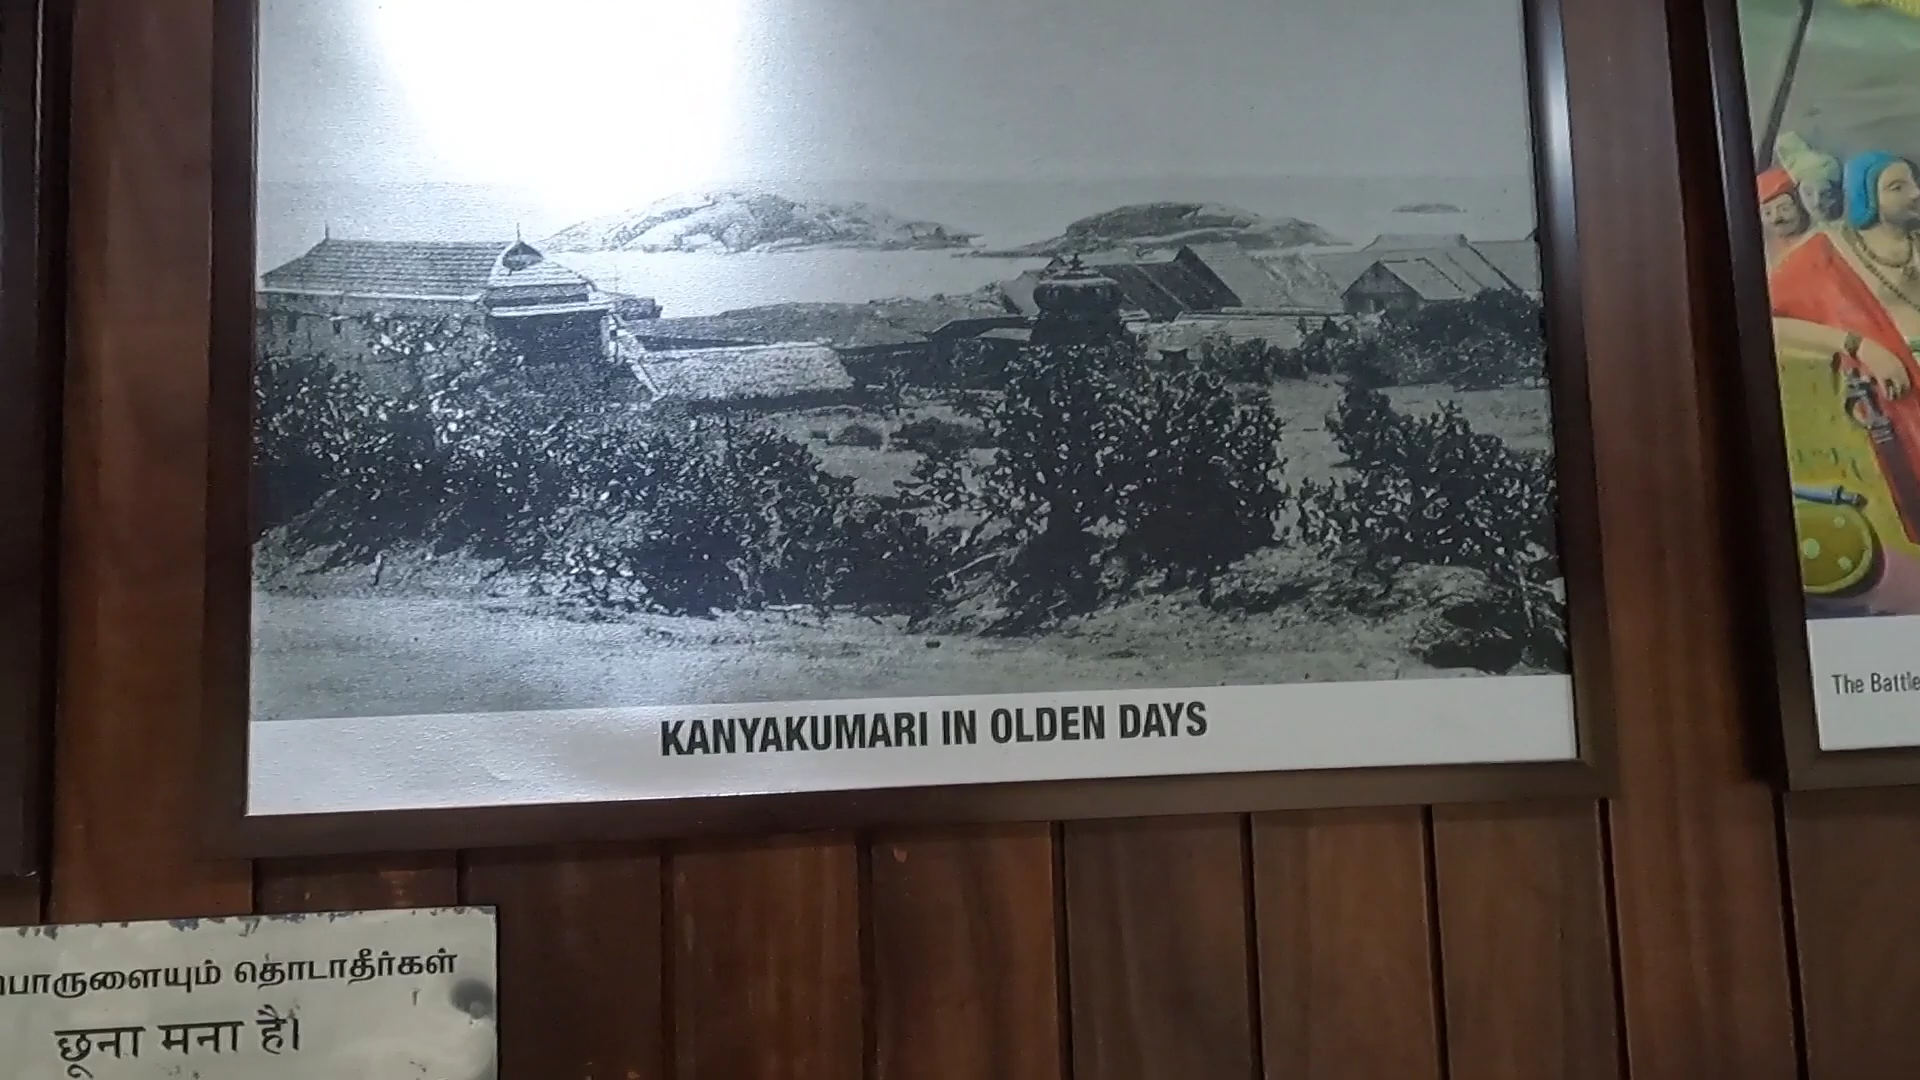 KANYAKUMARI IN OLDEN DAYS
The Battle
பொருளையும் தொடாதீர்கள்
छूना मना है।